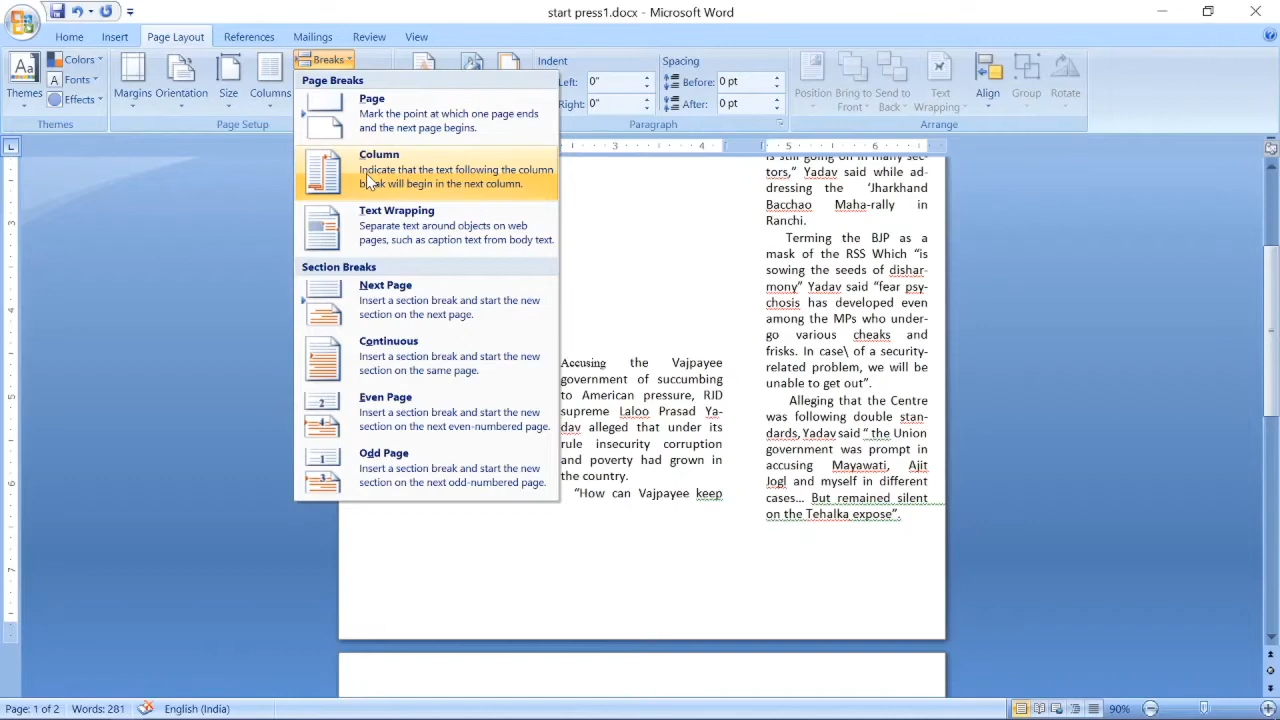 start press1.docx - Microsoft Word
Home Insert Page Layout References Mailings Review View
Aa
Themes
Colors
Fonts
Effects
Themes
Margins Orientation Size Columns
Page Setup
Breaks
Indent
Left: 0"
Right: 0"
Spacing
Before: 0 pt
After: 0 pt
Paragraph
Position Bring to Front Send to Back Text Wrapping Align Group Rotate
Arrange
Page Breaks
Page
Mark the point at which one page ends
and the next page begins.
Column
Indicate that the text following the column
break will begin in the next column.
Text Wrapping
Separate text around objects on web
pages, such as caption text from body text.
Section Breaks
Next Page
Insert a section break and start the new
section on the next page.
Continuous
Insert a section break and start the new
section on the same page.
Even Page
Insert a section break and start the new
section on the next even-numbered page.
Odd Page
Insert a section break and start the new
section on the next odd-numbered page.
Accusing the Vajpayee
government of succumbing
to American pressure, RJD
supreme Laloo Prasad Ya-
dav alleged that under its
rule insecurity corruption
and poverty had grown in
the country.
“How can Vajpayee keep
is still going on in many sec-
tors,” Yadav said while ad-
dressing the ‘Jharkhand
Bacchao Maha-rally in
Ranchi.
Terming the BJP as a
mask of the RSS Which “is
sowing the seeds of dishar-
mony” Yadav said “fear psy-
chosis has developed even
among the MPs who under-
go various cheaks and
frisks. In case\ of a security-
related problem, we will be
unable to get out”.
Alleging that the Centre
was following double stan-
dards, Yadav said “ the Union
government was prompt in
accusing Mayawati, Ajit
Jogl and myself in different
cases... But remained silent
on the Tehalka expose”.
Page: 1 of 2 Words: 281 English (India) 90%